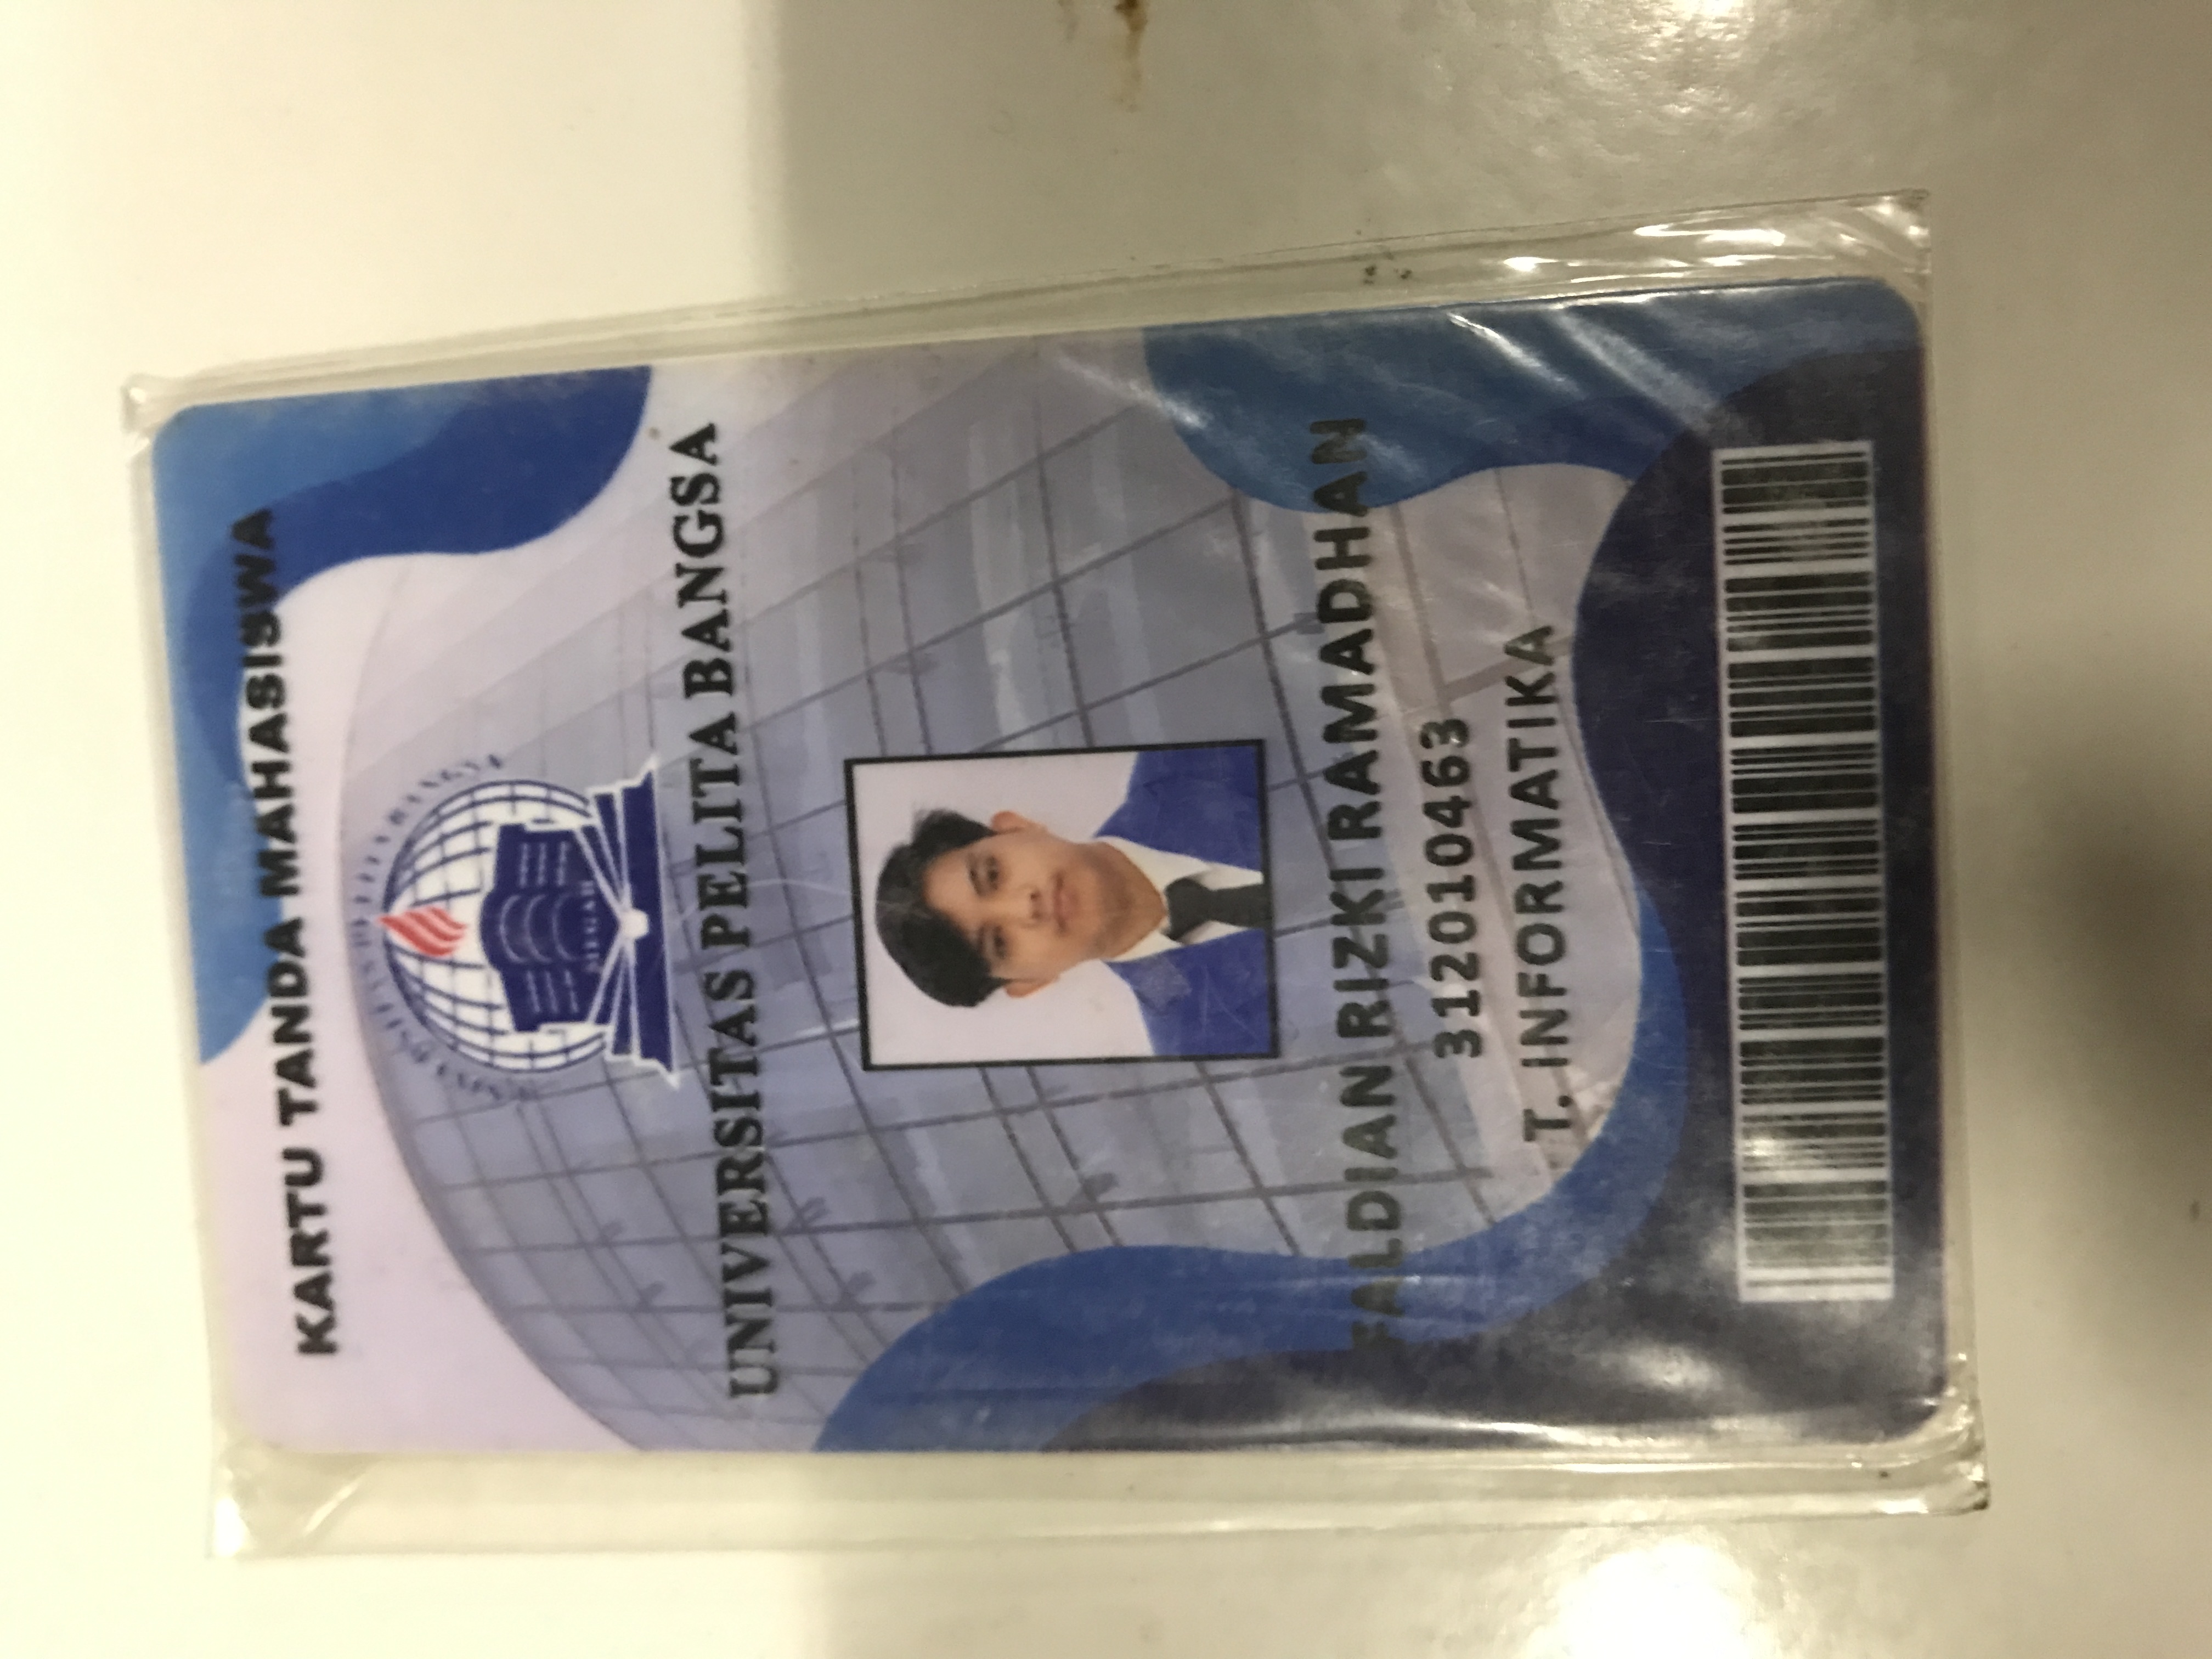 KARTU TANDA MAHASISWA
UNIVERSITAS PELITA BANGSA
MEGAH
UNIVERSITAS PELITA BANGSA
FALDIAN RIZKI RAMADHAN
312010463
T. INFORMATIKA